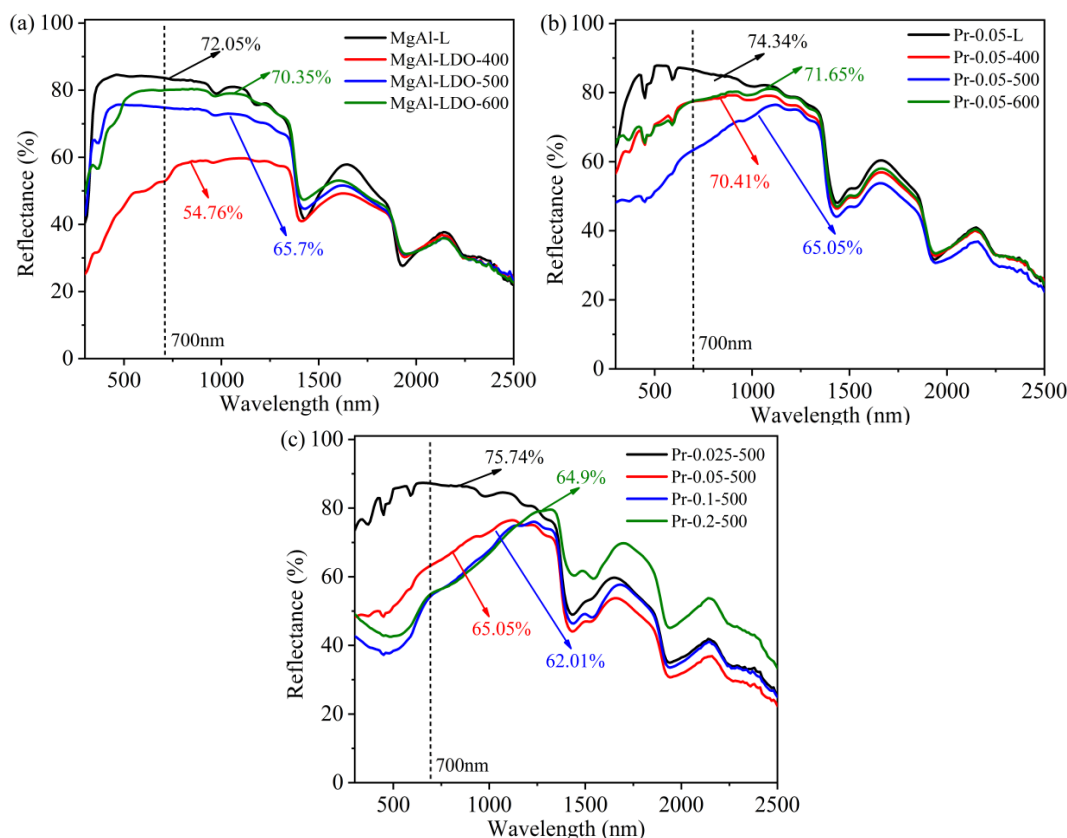 (a)
100
80
60
40
20
0
Reflectance (%)
72.05%
70.35%
54.76%
65.7%
MgAl-L
MgAl-LDO-400
MgAl-LDO-500
MgAl-LDO-600
700nm
500 1000 1500 2000 2500
Wavelength (nm)
(b)
100
80
60
40
20
0
Reflectance (%)
74.34%
71.65%
70.41%
65.05%
Pr-0.05-L
Pr-0.05-400
Pr-0.05-500
Pr-0.05-600
700nm
500 1000 1500 2000 2500
Wavelength (nm)
(c)
100
80
60
40
20
0
Reflectance (%)
75.74%
64.9%
65.05%
62.01%
Pr-0.025-500
Pr-0.05-500
Pr-0.1-500
Pr-0.2-500
700nm
500 1000 1500 2000 2500
Wavelength (nm)